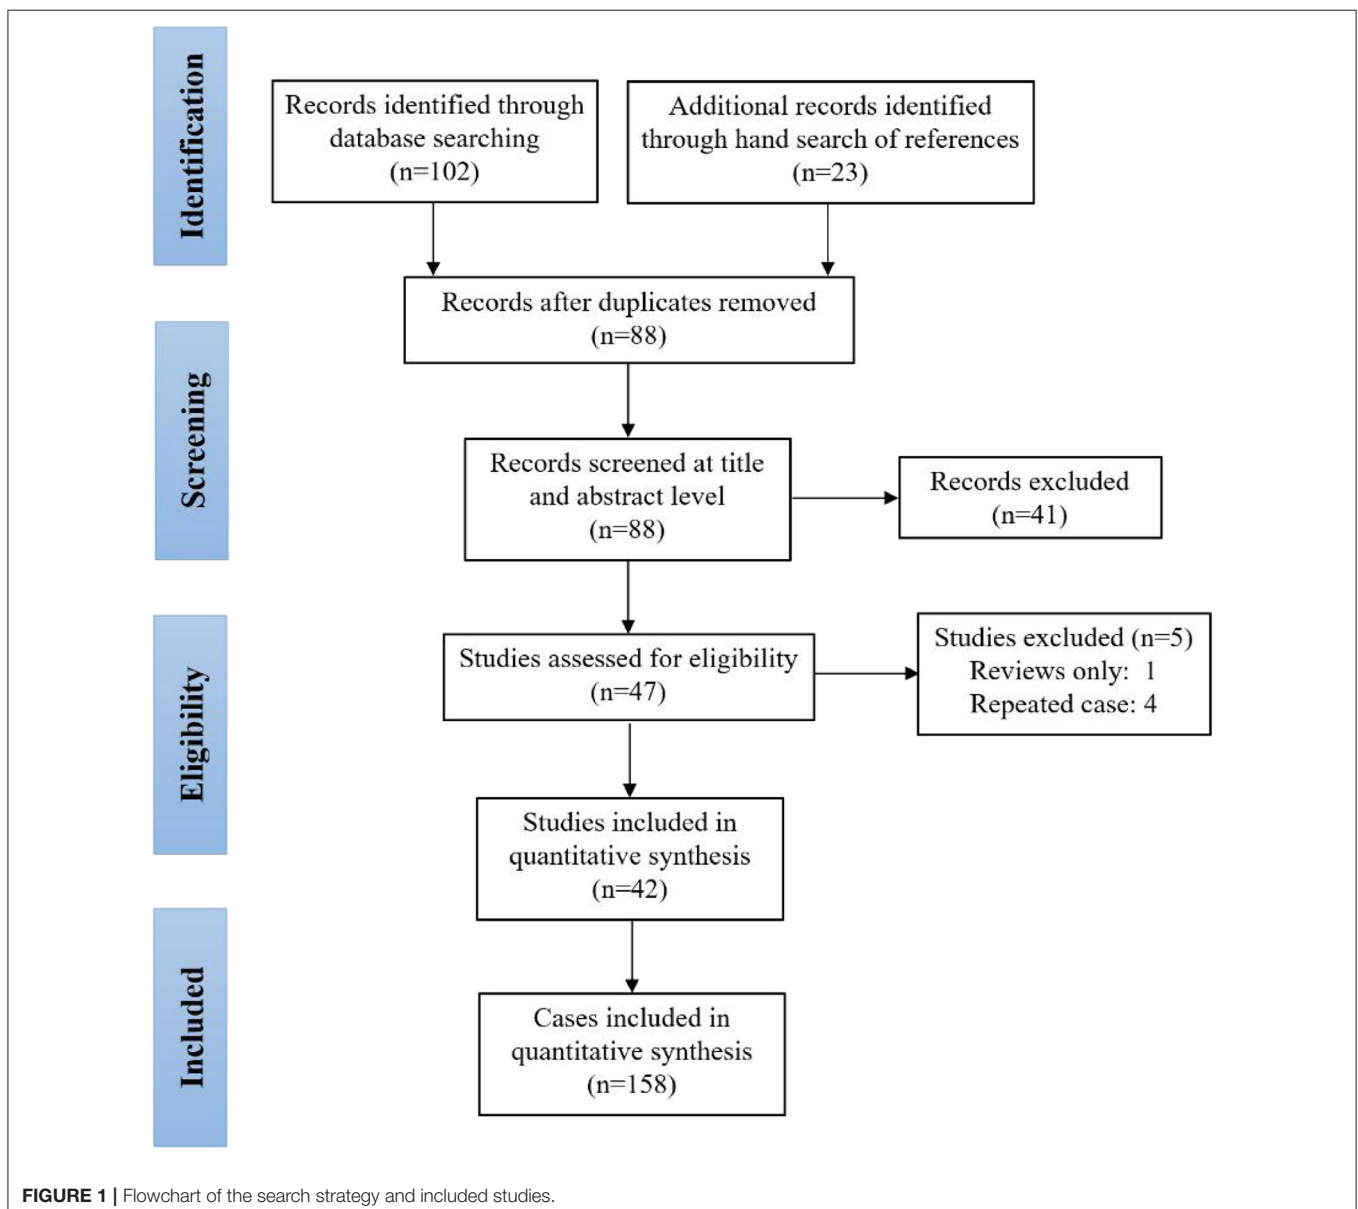 Identification
Records identified through
database searching
(n=102)
Additional records identified
through hand search of references
(n=23)
Records after duplicates removed
(n=88)
Screening
Records screened at title
and abstract level
(n=88)
Records excluded
(n=41)
Eligibility
Studies assessed for eligibility
(n=47)
Studies excluded (n=5)
Reviews only: 1
Repeated case: 4
Studies included in
quantitative synthesis
(n=42)
Included
Cases included in
quantitative synthesis
(n=158)
FIGURE 1 | Flowchart of the search strategy and included studies.